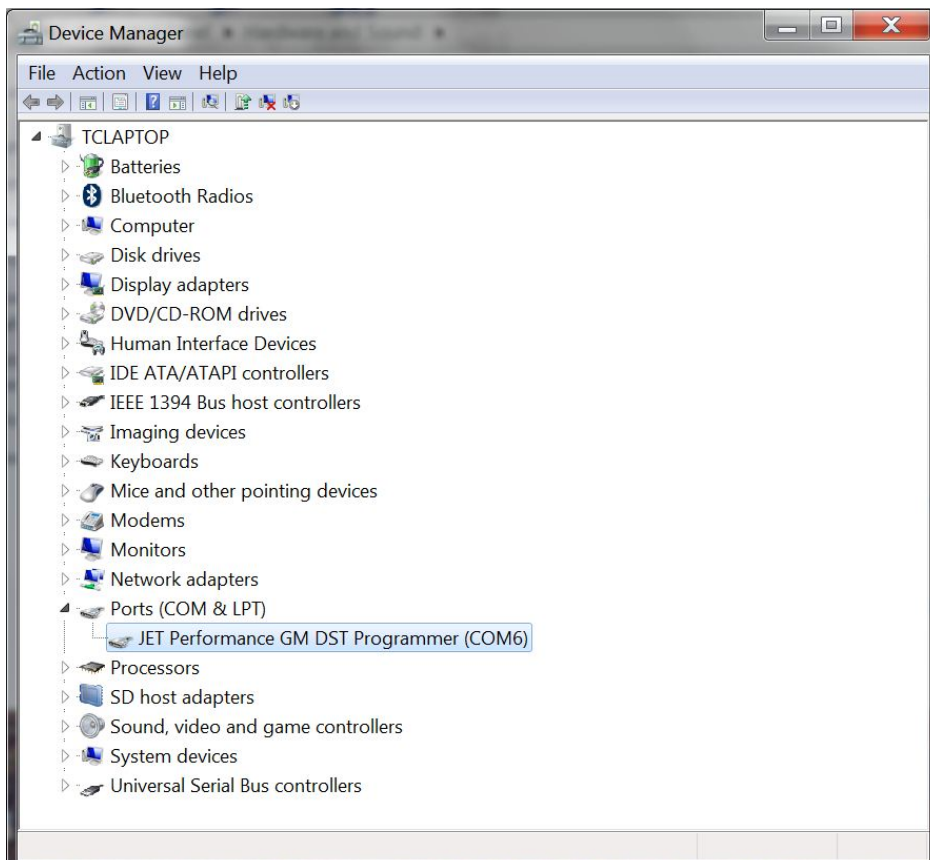 Device Manager
File Action View Help
TCLAPTOP
Batteries
Bluetooth Radios
Computer
Disk drives
Display adapters
DVD/CD-ROM drives
Human Interface Devices
IDE ATA/ATAPI controllers
IEEE 1394 Bus host controllers
Imaging devices
Keyboards
Mice and other pointing devices
Modems
Monitors
Network adapters
Ports (COM & LPT)
JET Performance GM DST Programmer (COM6)
Processors
SD host adapters
Sound, video and game controllers
System devices
Universal Serial Bus controllers